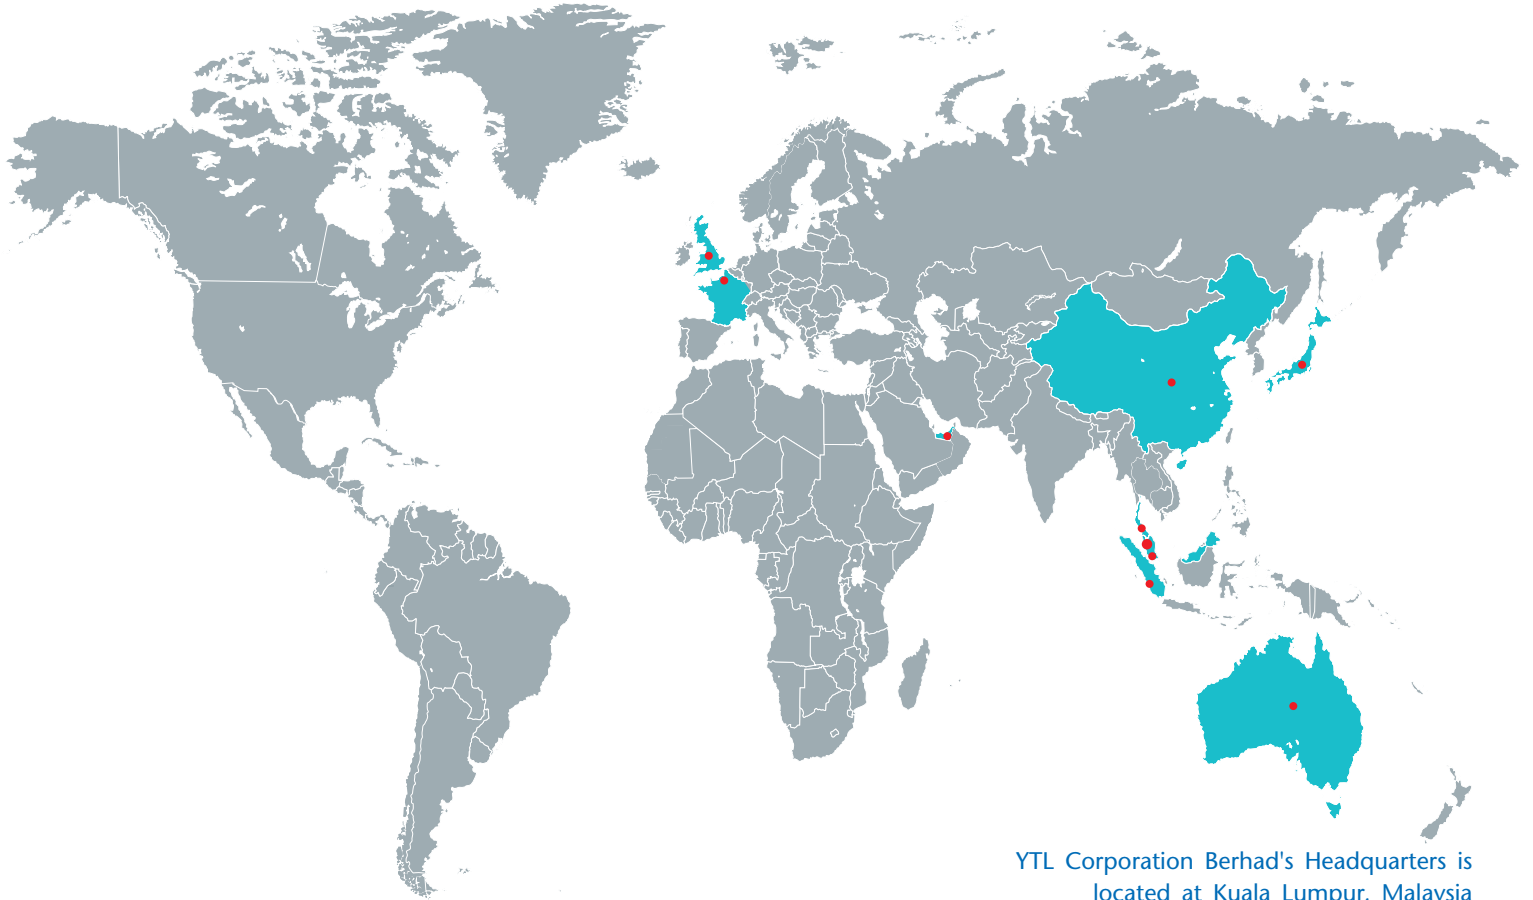 YTL Corporation Berhad's Headquarters is
located at Kuala Lumpur, Malaysia